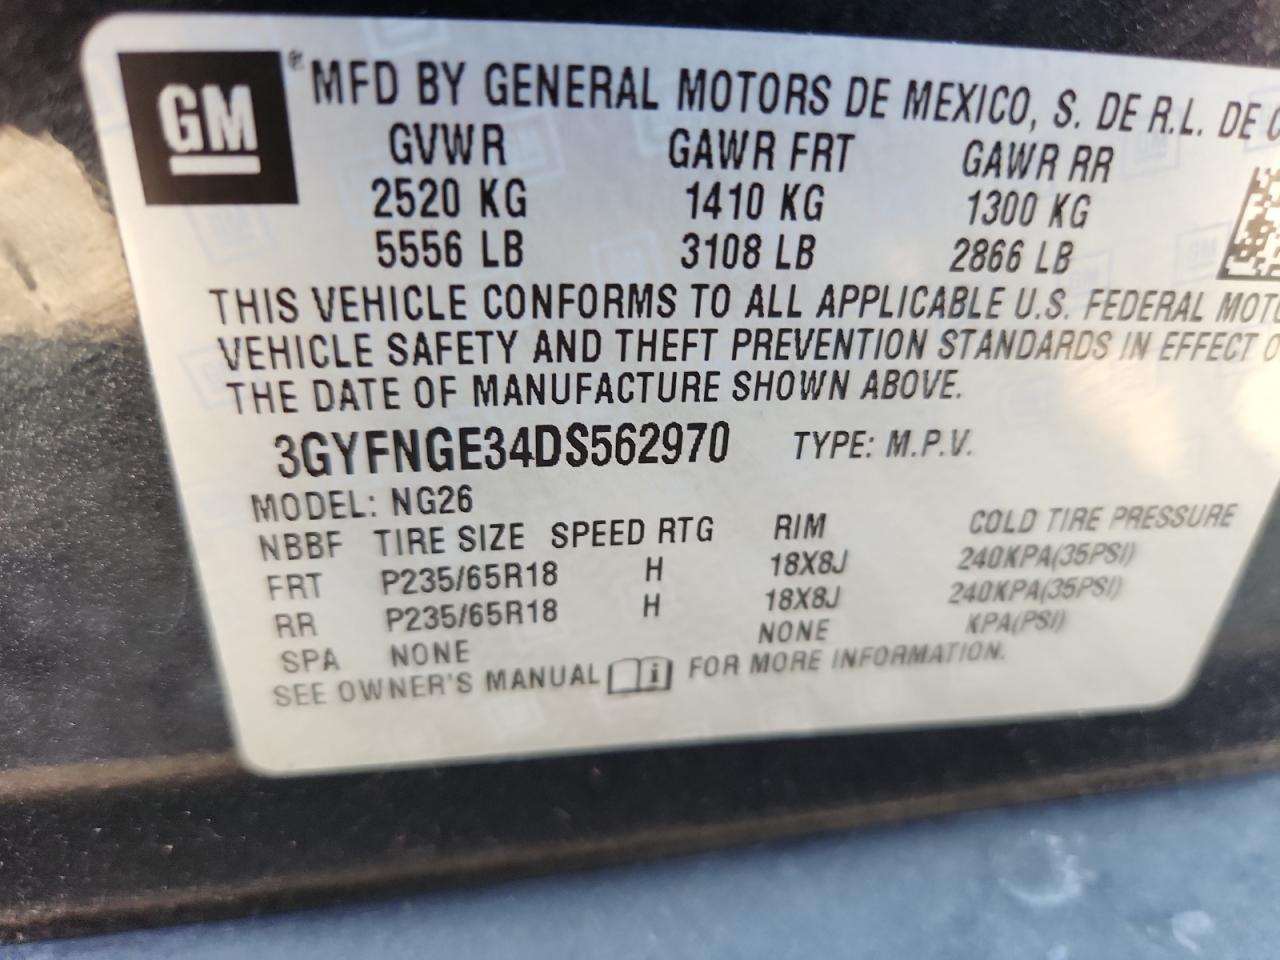 GM ® MFD BY GENERAL MOTORS DE MEXICO, S. DE R.L. DE
GVWR GAWR FRT GAWR RR
2520 KG 1410 KG 1300 KG
5556 LB 3108 LB 2866 LB
THIS VEHICLE CONFORMS TO ALL APPLICABLE U.S. FEDERAL
VEHICLE SAFETY AND THEFT PREVENTION STANDARDS IN EFFECT
THE DATE OF MANUFACTURE SHOWN ABOVE.
3GYFNGE34DS562970 TYPE: M.P.V.
MODEL: NG26
NBBF TIRE SIZE SPEED RTG RIM COLD TIRE PRESSURE
FRT P235/65R18 H 18X8J 240KPA(35PSI)
RR P235/65R18 H 18X8J 240KPA(35PSI)
SPA NONE NONE KPA(PSI)
SEE OWNER'S MANUAL i FOR MORE INFORMATION.